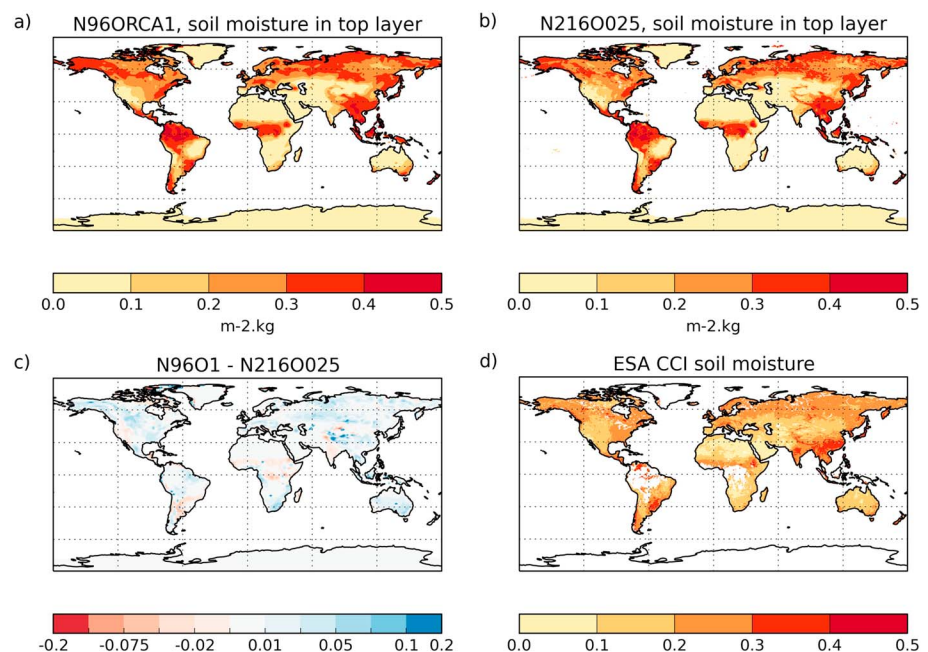 a) N96ORCA1, soil moisture in top layer
b) N216O025, soil moisture in top layer
0.0 0.1 0.2 0.3 0.4 0.5
m-2.kg
0.0 0.1 0.2 0.3 0.4 0.5
m-2.kg
c) N96O1 - N216O025
d) ESA CCI soil moisture
-0.2 -0.075 -0.02 0.01 0.05 0.1 0.2
0.0 0.1 0.2 0.3 0.4 0.5